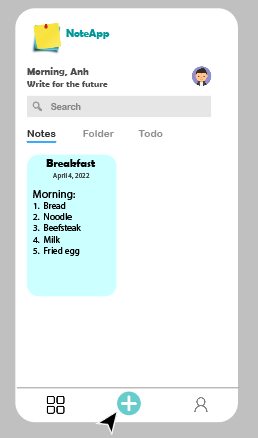 NoteApp
Morning, Anh
Write for the future
Search
Notes Folder Todo
Breakfast
April 4, 2022
Morning:
1. Bread
2. Noodle
3. Beefsteak
4. Milk
5. Fried egg